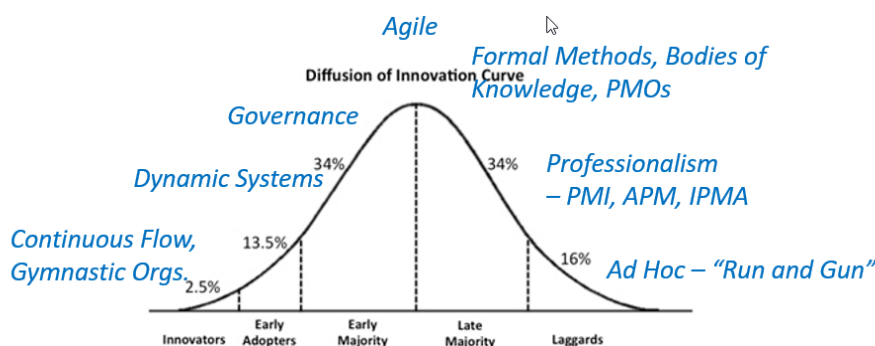 Agile
Formal Methods, Bodies of
Diffusion of Innovation Curve
Knowledge, PMOs
Governance
34%
34%
Professionalism
– PMI, APM, IPMA
Dynamic Systems
Continuous Flow,
Gymnastic Orgs.
13.5%
2.5%
16%
Ad Hoc – “Run and Gun”
Innovators
Early
Adopters
Early
Majority
Late
Majority
Laggards